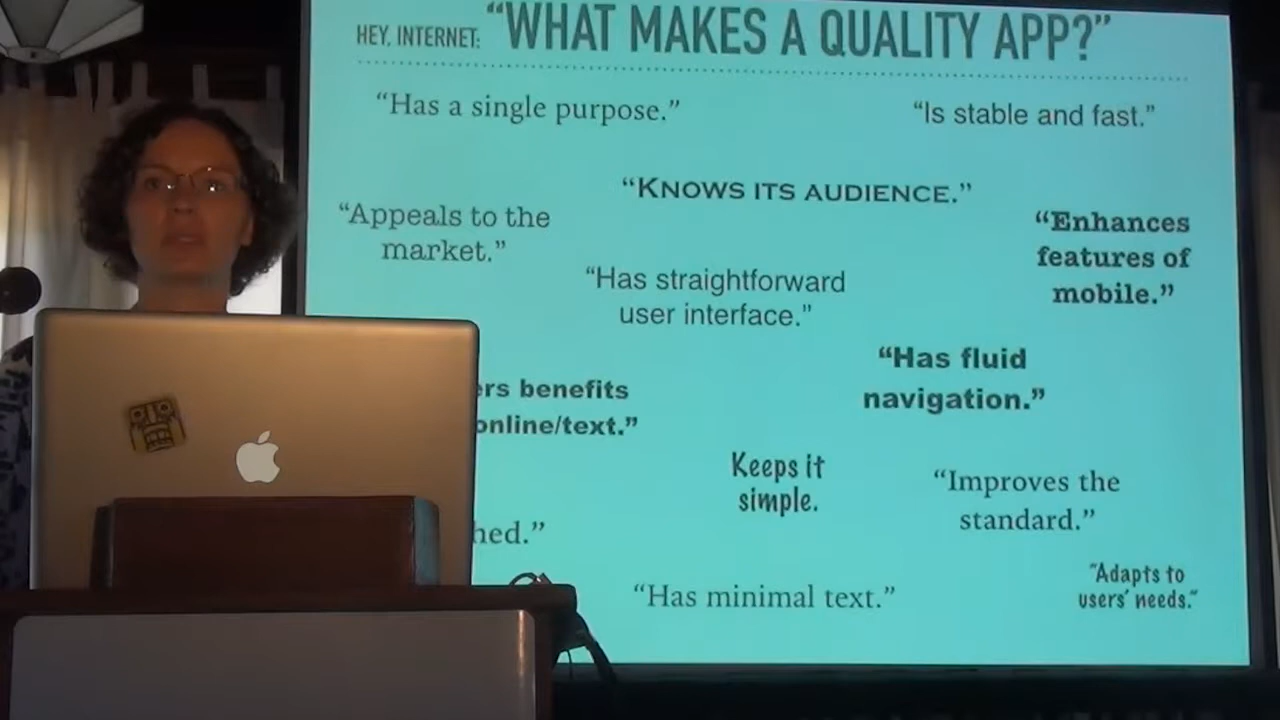 HEY, INTERNET: “WHAT MAKES A QUALITY APP?”
“Has a single purpose.”
“Is stable and fast.”
“KNOWS ITS AUDIENCE.”
“Appeals to the
market.”
“Enhances
features of
mobile.”
“Has straightforward
user interface.”
“Has fluid
navigation.”
benefits
online/text.”
Keeps it
simple.
“Improves the
standard.”
“Has minimal text.”
“Adapts to
users’ needs.”